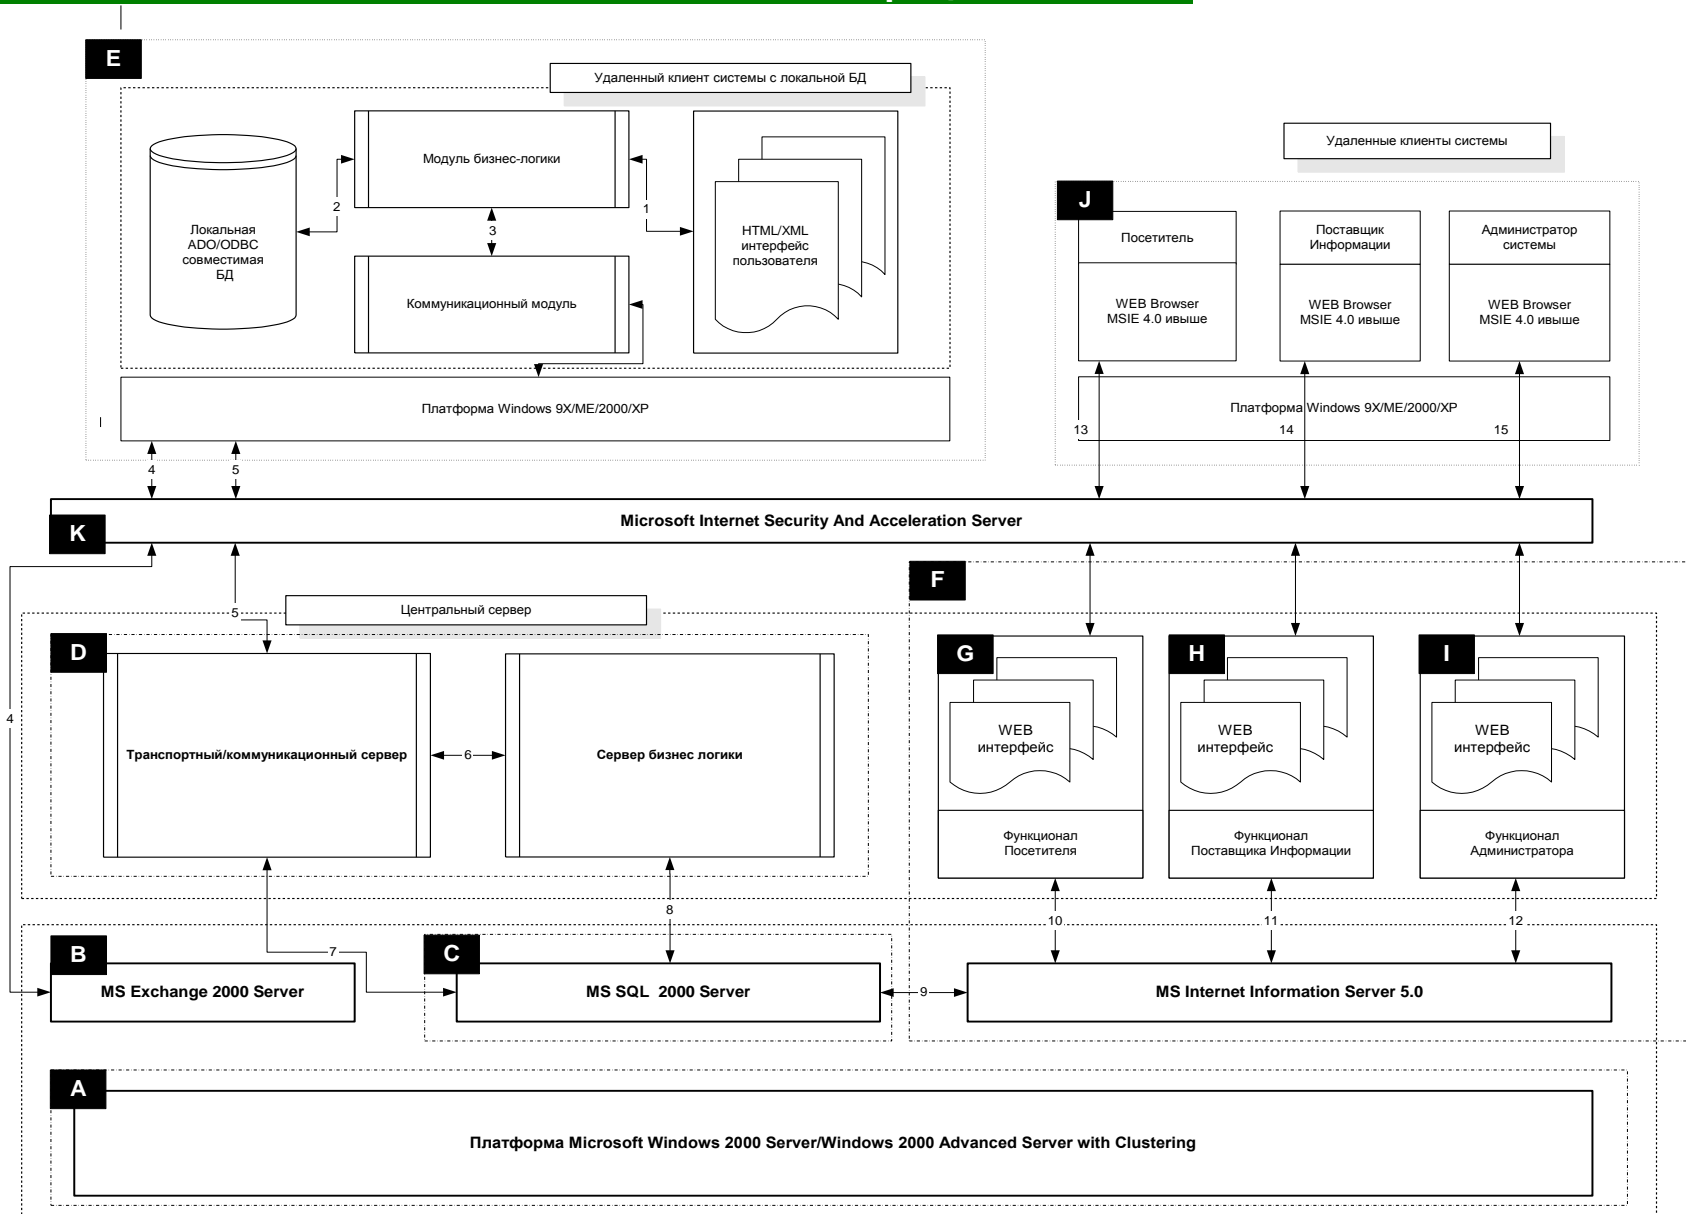 E
Удаленный клиент системы с локальной БД
Модуль бизнес-логики
2
1
3
Локальная
ADO/ODBC
совместимая
БД
HTML/XML
интерфейс
пользователя
Коммуникационный модуль
Платформа Windows 9X/ME/2000/XP
4
5
Удаленные клиенты системы
J
Посетитель
WEB Browser
MSIE 4.0 ивыше
Поставщик
Информации
WEB Browser
MSIE 4.0 ивыше
Администратор
системы
WEB Browser
MSIE 4.0 ивыше
Платформа Windows 9X/ME/2000/XP
13
14
15
Microsoft Internet Security And Acceleration Server
K
F
5
Центральный сервер
D
4
Транспортный/коммуникационный сервер
6
Сервер бизнес логики
G
WEB
интерфейс
Функционал
Посетителя
H
WEB
интерфейс
Функционал
Поставщика Информации
I
WEB
интерфейс
Функционал
Администратора
7
8
10
11
12
B
MS Exchange 2000 Server
C
MS SQL 2000 Server
9
MS Internet Information Server 5.0
A
Платформа Microsoft Windows 2000 Server/Windows 2000 Advanced Server with Clustering